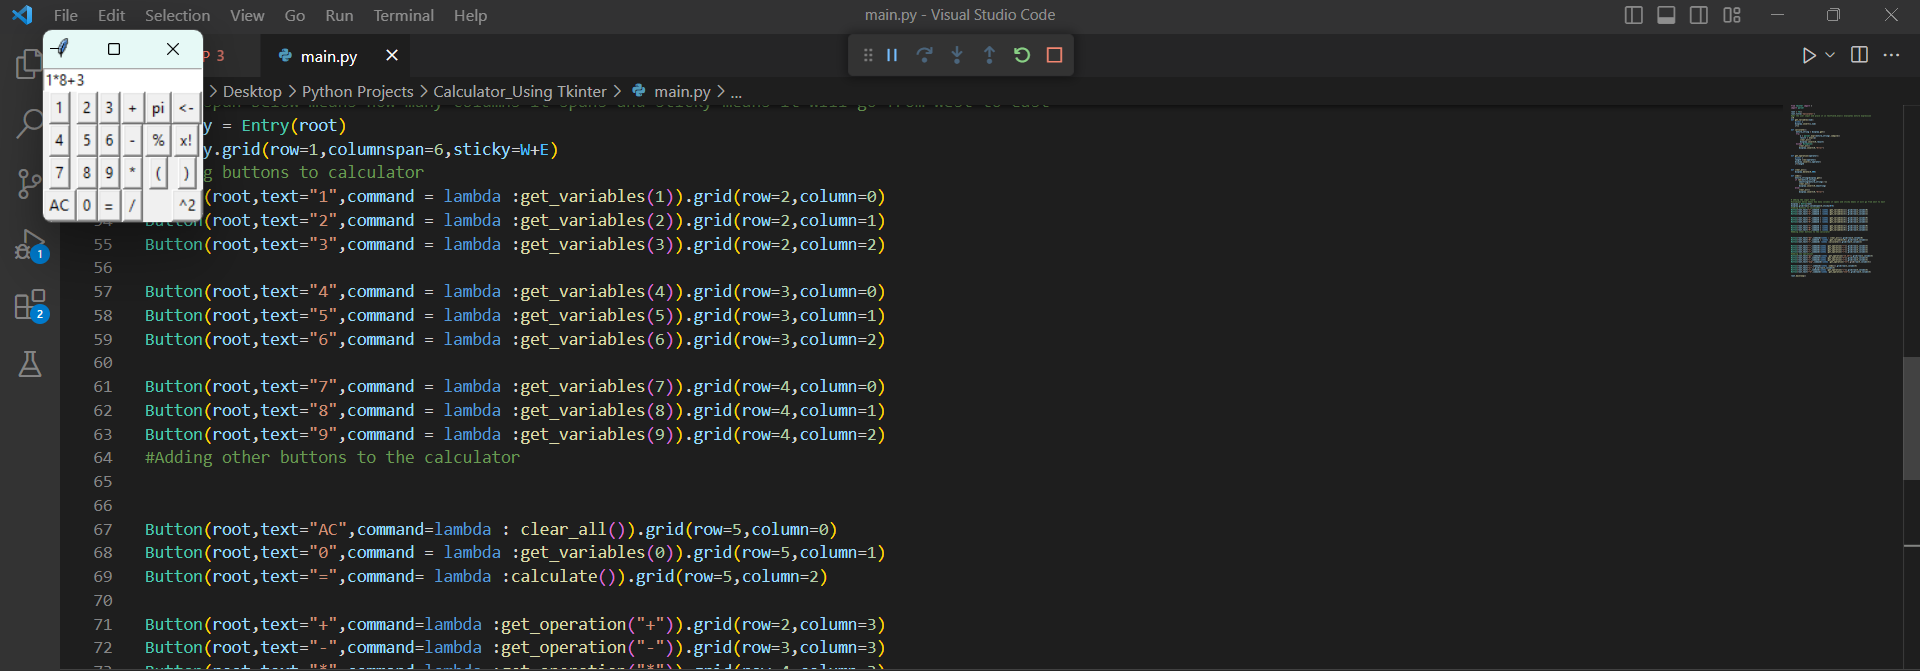 File Edit Selection View Go Run Terminal Help
main.py - Visual Studio Code
P 3
main.py
Desktop > Python Projects > Calculator_Using Tkinter > main.py > ...
1*8+3
1 2 3 + pi <-
4 5 6 - % x!
7 8 9 * ( )
AC 0 = / ^2
y = Entry(root)
y.grid(row=1,columnspan=6,sticky=W+E)
g buttons to calculator
(root,text="1",command = lambda :get_variables(1)).grid(row=2,column=0)
54 Button(root,text="2",command = lambda :get_variables(2)).grid(row=2,column=1)
55 Button(root,text="3",command = lambda :get_variables(3)).grid(row=2,column=2)
56
57 Button(root,text="4",command = lambda :get_variables(4)).grid(row=3,column=0)
58 Button(root,text="5",command = lambda :get_variables(5)).grid(row=3,column=1)
59 Button(root,text="6",command = lambda :get_variables(6)).grid(row=3,column=2)
60
61 Button(root,text="7",command = lambda :get_variables(7)).grid(row=4,column=0)
62 Button(root,text="8",command = lambda :get_variables(8)).grid(row=4,column=1)
63 Button(root,text="9",command = lambda :get_variables(9)).grid(row=4,column=2)
64 #Adding other buttons to the calculator
65
66
67 Button(root,text="AC",command=lambda : clear_all()).grid(row=5,column=0)
68 Button(root,text="0",command = lambda :get_variables(0)).grid(row=5,column=1)
69 Button(root,text="=",command= lambda :calculate()).grid(row=5,column=2)
70
71 Button(root,text="+",command=lambda :get_operation("+")).grid(row=2,column=3)
72 Button(root,text="-",command=lambda :get_operation("-")).grid(row=3,column=3)
1
2